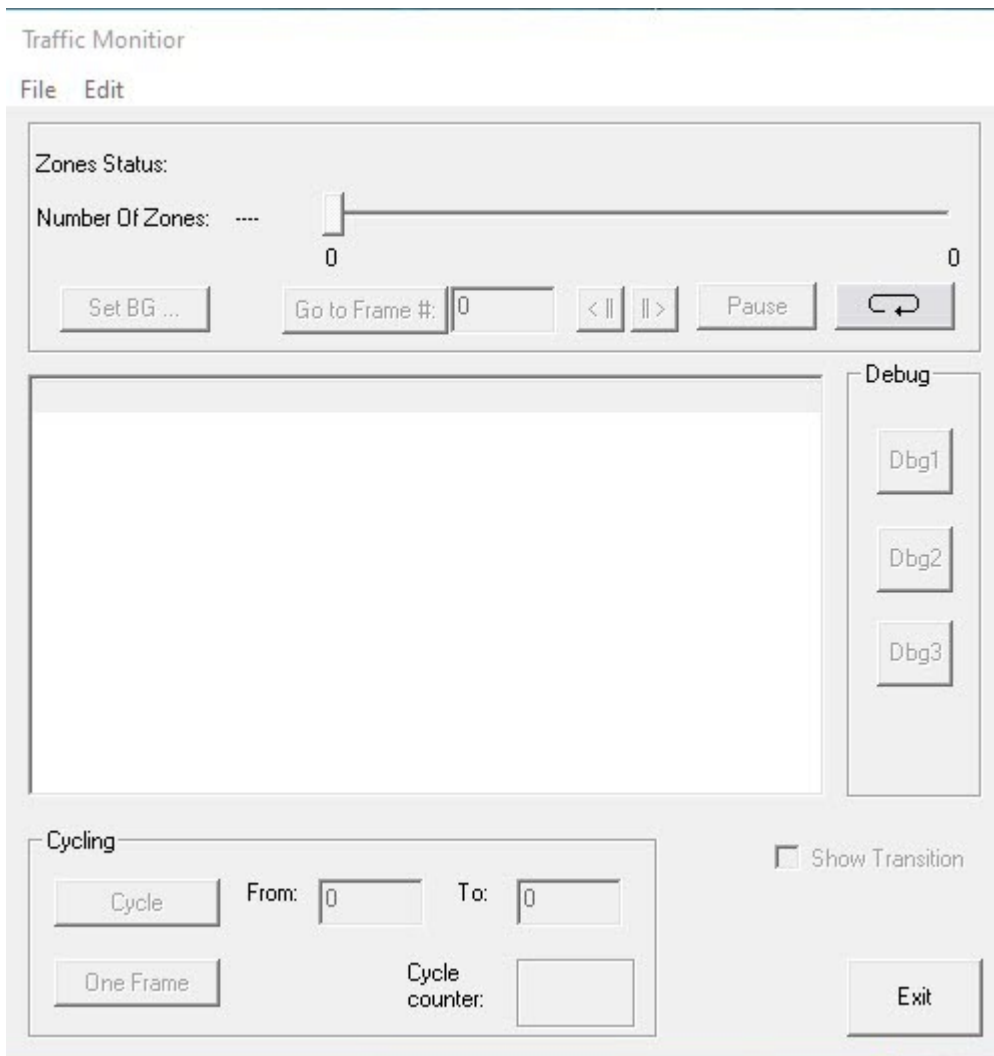 Traffic Monitior
File Edit
Zones Status:
Number Of Zones: ----
0 0
Set BG ... Go to Frame #: 0 < || || > Pause
Debug
Dbg1
Dbg2
Dbg3
Cycling
Show Transition
Cycle From: 0 To: 0
One Frame Cycle
counter:
Exit